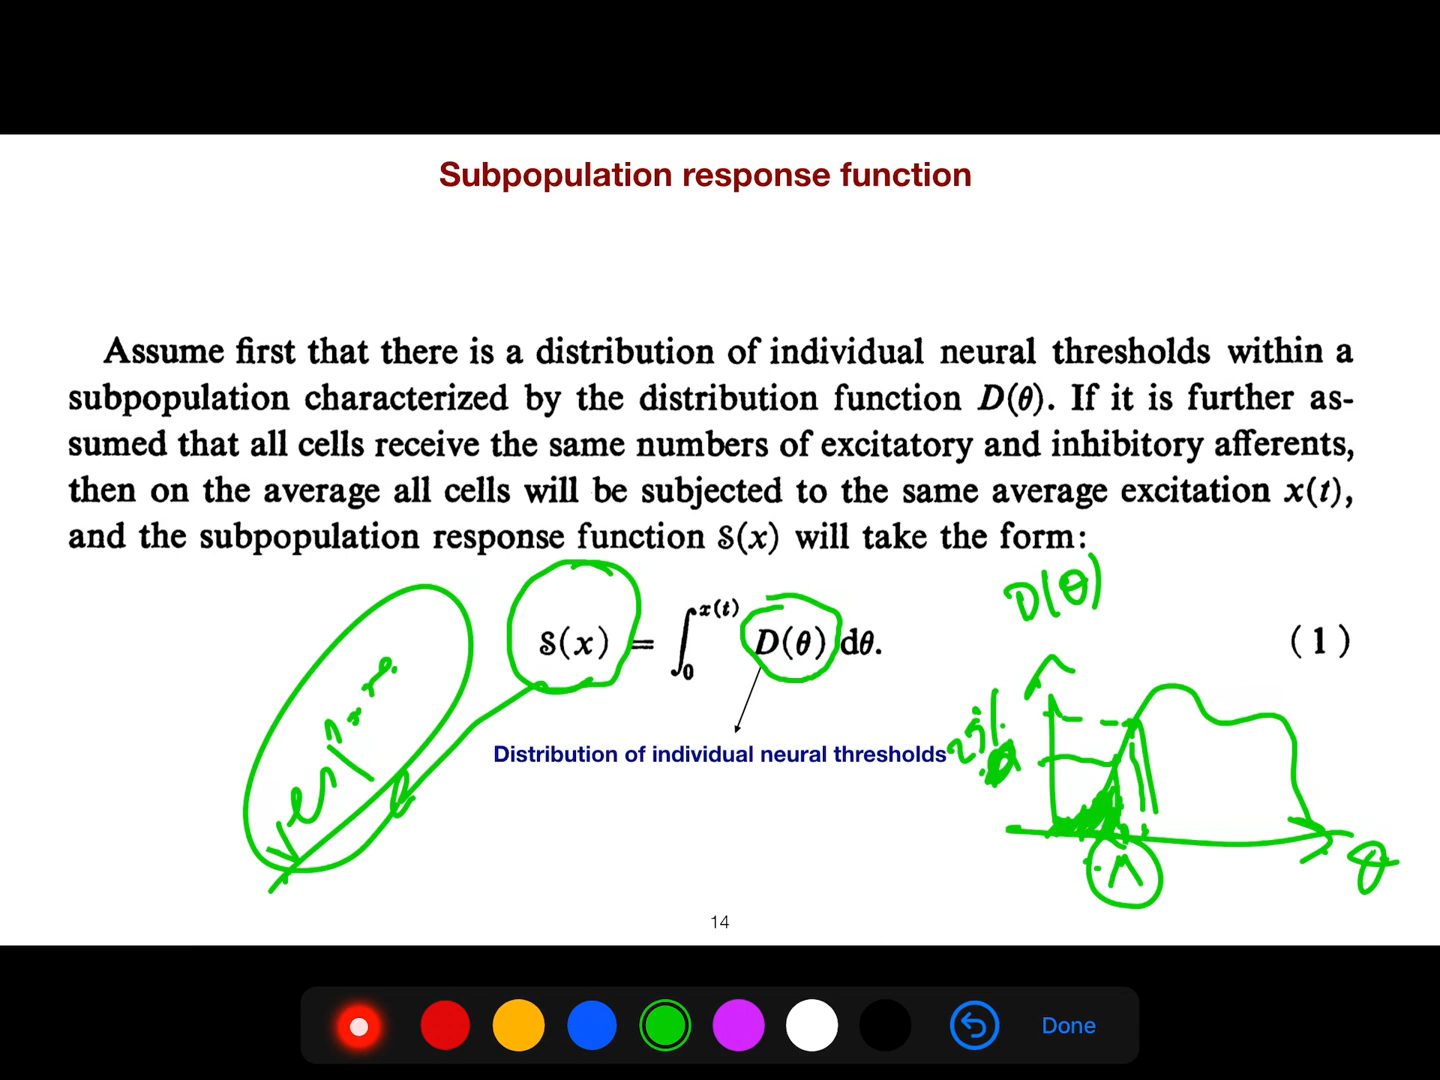 Subpopulation response function
Assume first that there is a distribution of individual neural thresholds within a
subpopulation characterized by the distribution function D(θ). If it is further as-
sumed that all cells receive the same numbers of excitatory and inhibitory afferents,
then on the average all cells will be subjected to the same average excitation x(t),
and the subpopulation response function S(x) will take the form:
D(θ)
S(x) = ∫₀^x(t) D(θ) dθ. (1)
Distribution of individual neural thresholds
25%
θ
14
Done